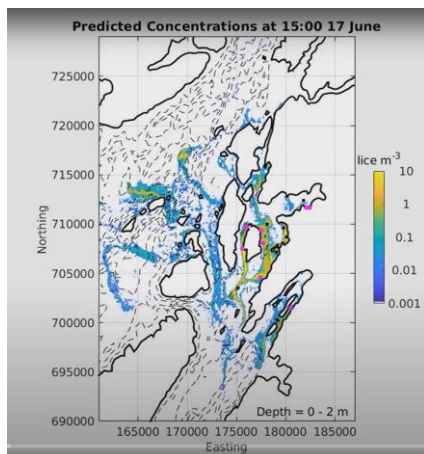 Predicted Concentrations at 15:00 17 June
725000
720000
715000
710000
705000
700000
695000
690000
Northing
165000 170000 175000 180000 185000
Easting
Depth = 0 - 2 m
lice m-3
10
1
0.1
0.01
0.001